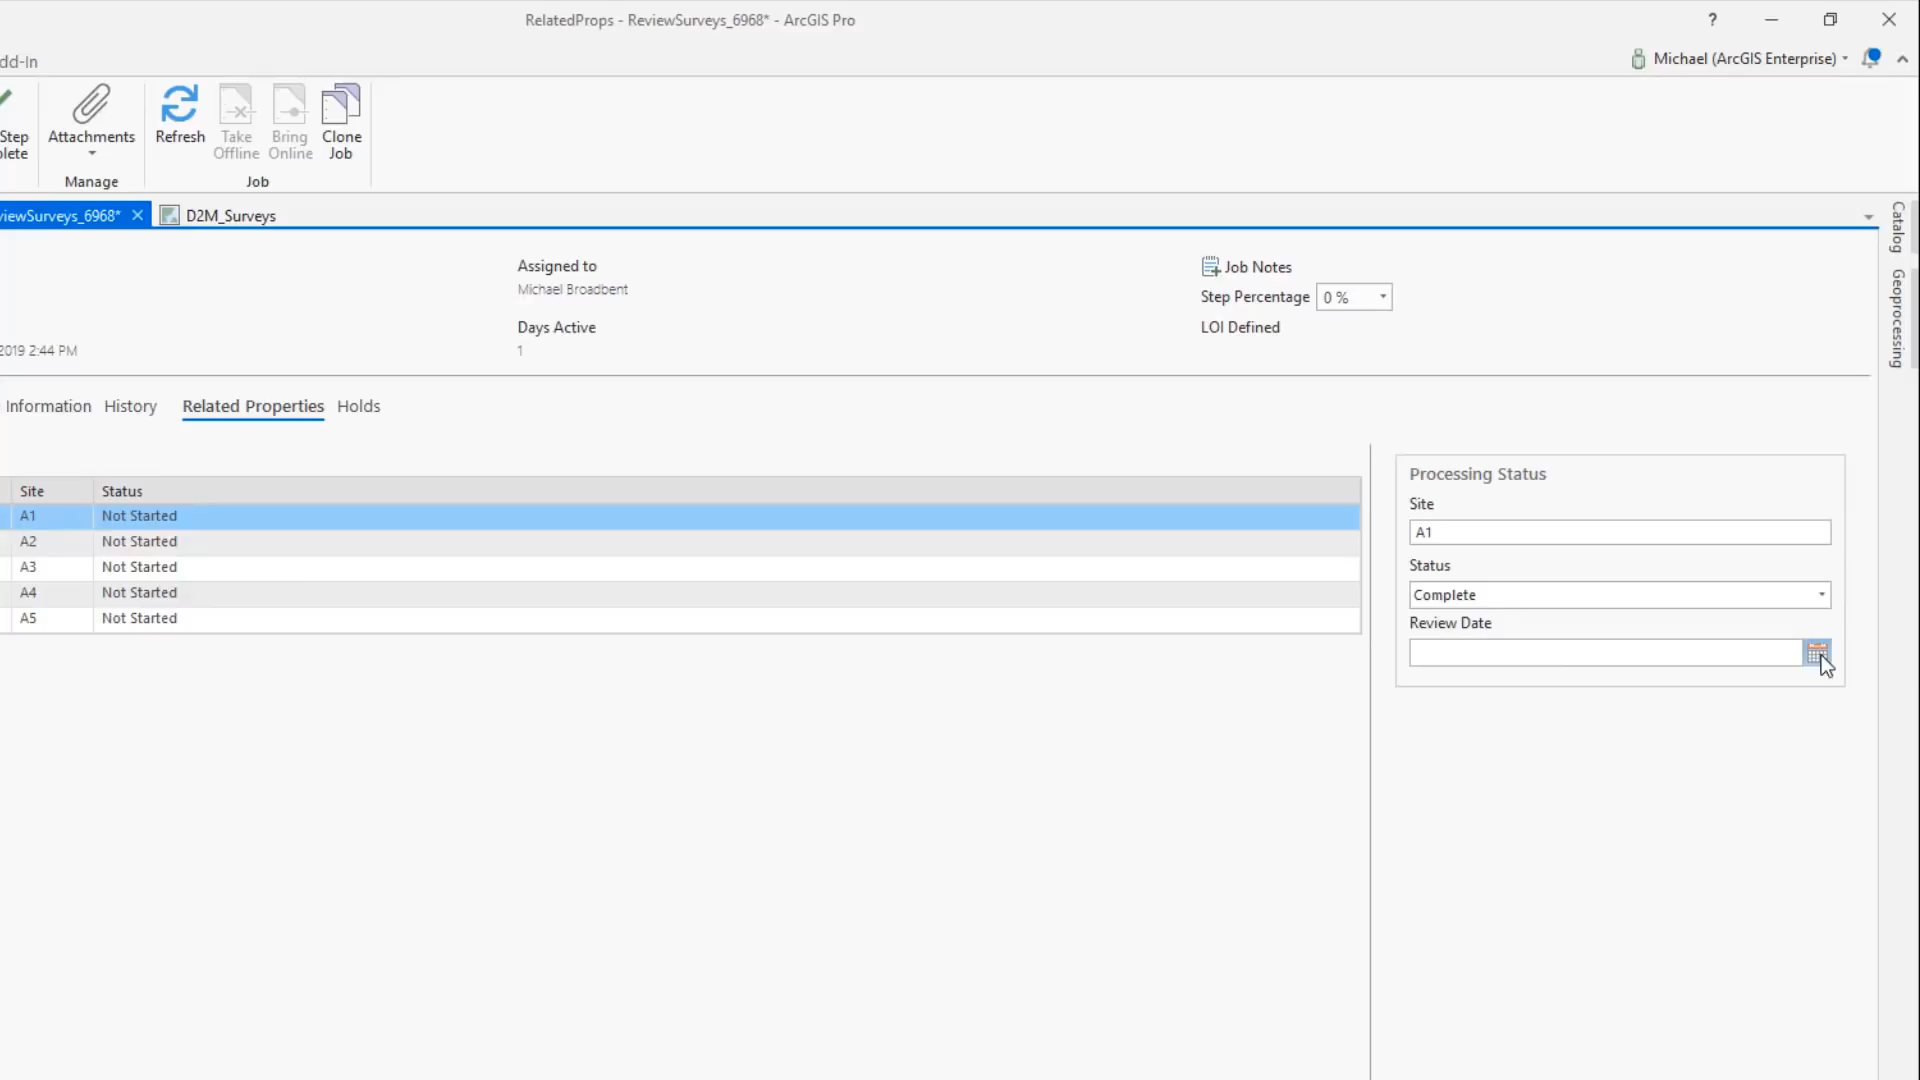 RelatedProps - ReviewSurveys_6968* - ArcGIS Pro
?
dd-In
Michael (ArcGIS Enterprise)
Step
lete
Attachments
Refresh
Take
Offline
Bring
Online
Clone
Job
Manage
Job
viewSurveys_6968*
D2M_Surveys
Catalog
Geoprocessing
Assigned to
Michael Broadbent
Job Notes
Step Percentage 0 %
Days Active
LOI Defined
2019 2:44 PM
1
Information History Related Properties Holds
Site Status
A1 Not Started
A2 Not Started
A3 Not Started
A4 Not Started
A5 Not Started
Processing Status
Site
A1
Status
Complete
Review Date